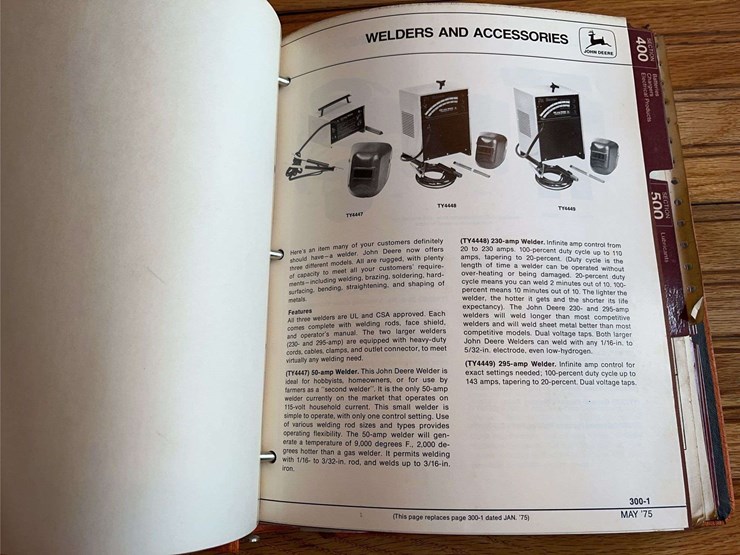 WELDERS AND ACCESSORIES
JOHN DEERE
SECTION
400
Batteries
Chargers
Electrical Products
SECTION
500
Lubricants
TY4447
TY4448
TY4449
Here's an item many of your customers definitely
should have—a welder. John Deere now offers
three different models. All are rugged, with plenty
of capacity to meet all your customers' require-
ments—including welding, brazing, soldering, hard-
surfacing, bending, straightening, and shaping of
metals.
Features
All three welders are UL and CSA approved. Each
comes complete with welding rods, face shield,
and operator's manual. The two larger welders
(230- and 295-amp) are equipped with heavy-duty
cords, cables, clamps, and outlet connector, to meet
virtually any welding need.
(TY4447) 50-amp Welder. This John Deere Welder is
ideal for hobbyists, homeowners, or for use by
farmers as a "second welder". It is the only 50-amp
welder currently on the market that operates on
115-volt household current. This small welder is
simple to operate, with only one control setting. Use
of various welding rod sizes and types provides
operating flexibility. The 50-amp welder will gen-
erate a temperature of 9,000 degrees F., 2,000 de-
grees hotter than a gas welder. It permits welding
with 1/16- to 3/32-in. rod, and welds up to 3/16-in.
iron.
(TY4448) 230-amp Welder. Infinite amp control from
20 to 230 amps. 100-percent duty cycle up to 110
amps, tapering to 20-percent. (Duty cycle is the
length of time a welder can be operated without
over-heating or being damaged. 20-percent duty
cycle means you can weld 2 minutes out of 10. 100-
percent means 10 minutes out of 10. The lighter the
welder, the hotter it gets and the shorter its life
expectancy). The John Deere 230- and 295-amp
welders will weld longer than most competitive
welders and will weld sheet metal better than most
competitive models. Dual voltage taps. Both larger
John Deere Welders can weld with any 1/16-in. to
5/32-in. electrode, even low-hydrogen.
(TY4449) 295-amp Welder. Infinite amp control for
exact settings needed; 100-percent duty cycle up to
143 amps, tapering to 20-percent. Dual voltage taps.
(This page replaces page 300-1 dated JAN. '75)
300-1
MAY '75